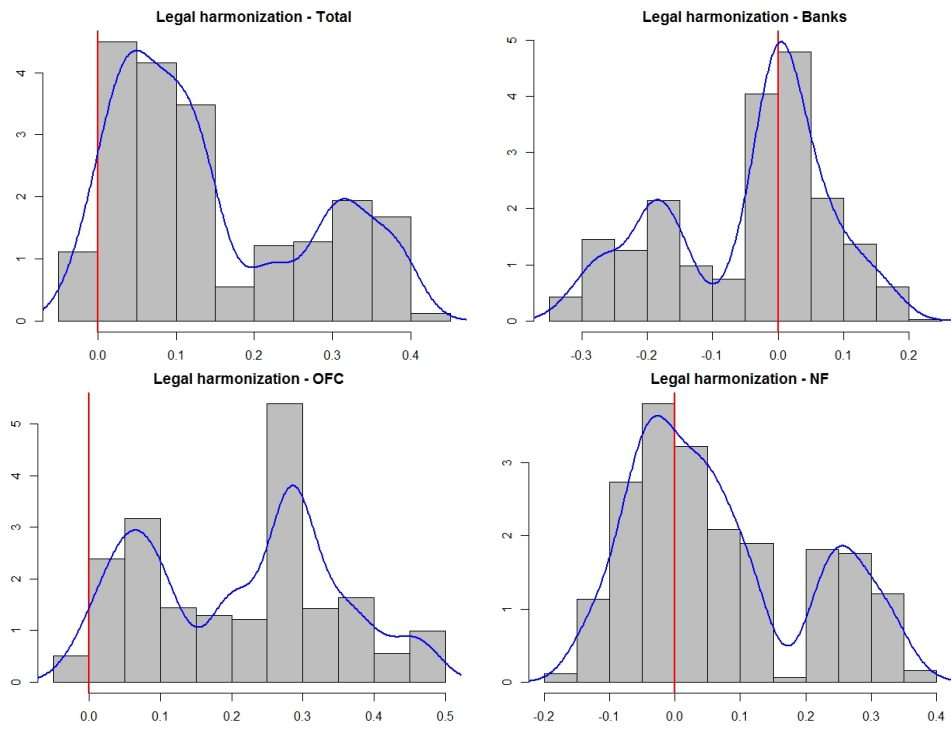 Legal harmonization - Total
4
3
2
1
0
0.0 0.1 0.2 0.3 0.4
Legal harmonization - Banks
5
4
3
2
1
0
-0.3 -0.2 -0.1 0.0 0.1 0.2
Legal harmonization - OFC
5
4
3
2
1
0
0.0 0.1 0.2 0.3 0.4 0.5
Legal harmonization - NF
3
2
1
0
-0.2 -0.1 0.0 0.1 0.2 0.3 0.4